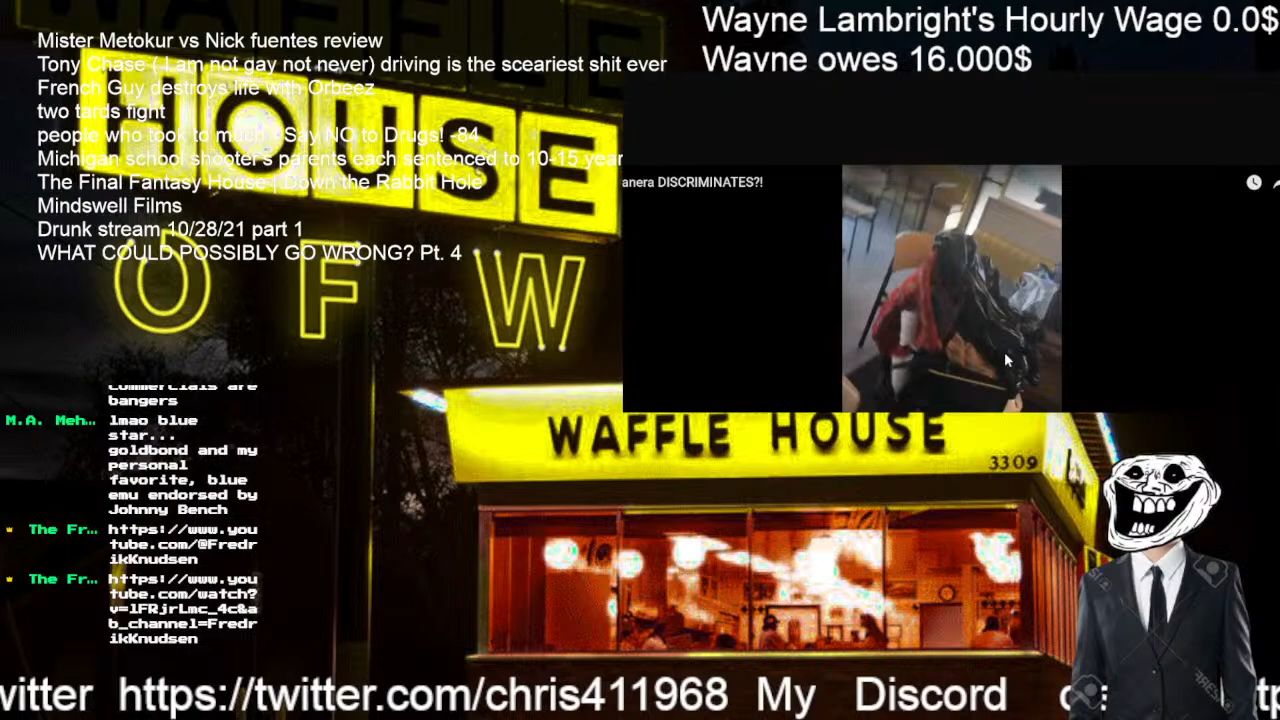 WAFFLE
Wayne Lambright's Hourly Wage 0.0$
Wayne owes 16.000$
Mister Metokur vs Nick fuentes review
Tony Chase ( I am not gay not never) driving is the sceariest shit ever
French Guy destroys life with Orbeez
two tards fight
people who took to much - Say NO to Drugs! -84
Michigan school shooter's parents each sentenced to 10-15 year
The Final Fantasy House | Down the Rabbit Hole
Mindswell Films
Drunk stream 10/28/21 part 1
WHAT COULD POSSIBLY GO WRONG? Pt. 4
HOUSE
O F W
anera DISCRIMINATES?!
commercials are
bangers
M.A. Meh… lmao blue
star...
goldbond and my
personal
favorite, blue
emu endorsed by
Johnny Bench
The Fr… https://www.you
tube.com/@Fredr
ikKnudsen
The Fr… https://www.you
tube.com/watch?
v=lFRjrLmc_4c&a
b_channel=Fredr
ikKnudsen
WAFFLE HOUSE
3309
witter https://twitter.com/chris411968 My Discord